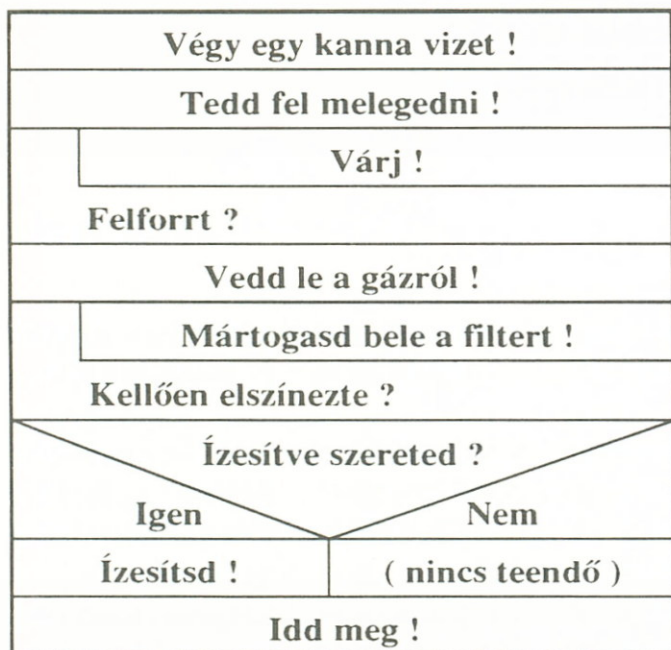 Végy egy kanna vizet !
Tedd fel melegedni !
Várj !
Felforrt ?
Vedd le a gázról !
Mártogasd bele a filtert !
Kellően elszínezte ?
Ízesítve szereted ?
Igen Nem
Ízesítsd ! ( nincs teendő )
Idd meg !